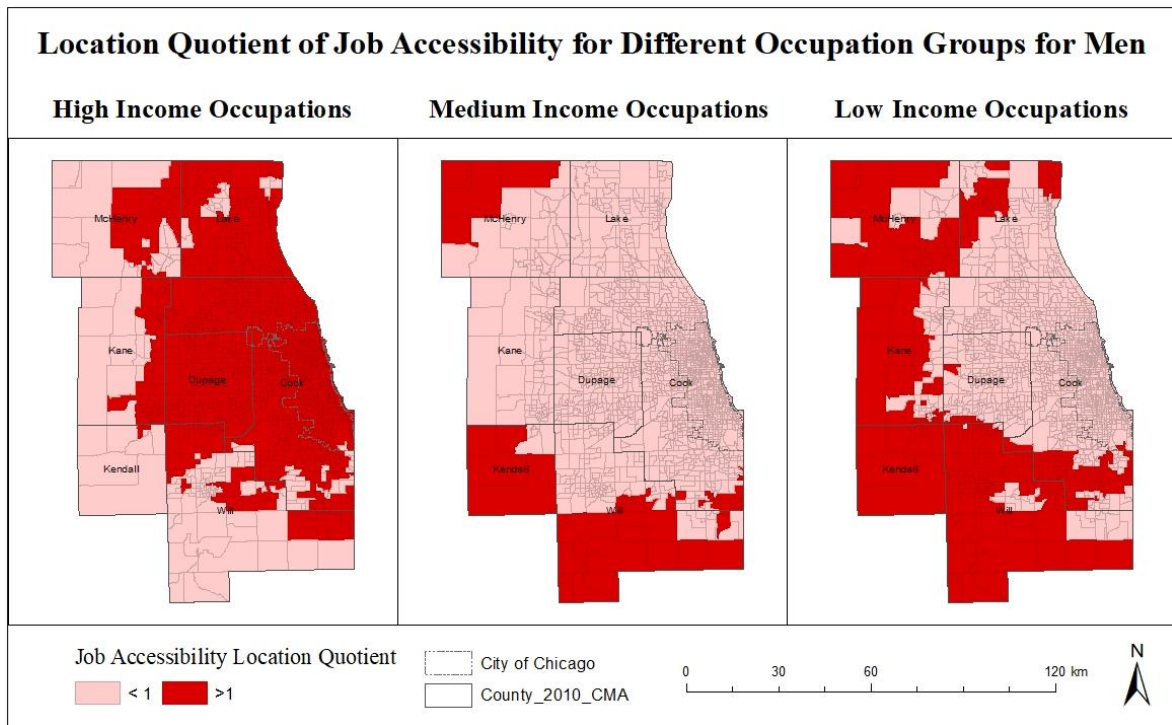 Location Quotient of Job Accessibility for Different Occupation Groups for Men
High Income Occupations
Medium Income Occupations
Low Income Occupations
McHenry
Lake
Kane
Dupage
Cook
Kendall
Will
McHenry
Lake
Kane
Dupage
Cook
Kendall
Will
McHenry
Lake
Kane
Dupage
Cook
Kendall
Will
Job Accessibility Location Quotient
< 1
>1
City of Chicago
County_2010_CMA
0 30 60 120 km
N